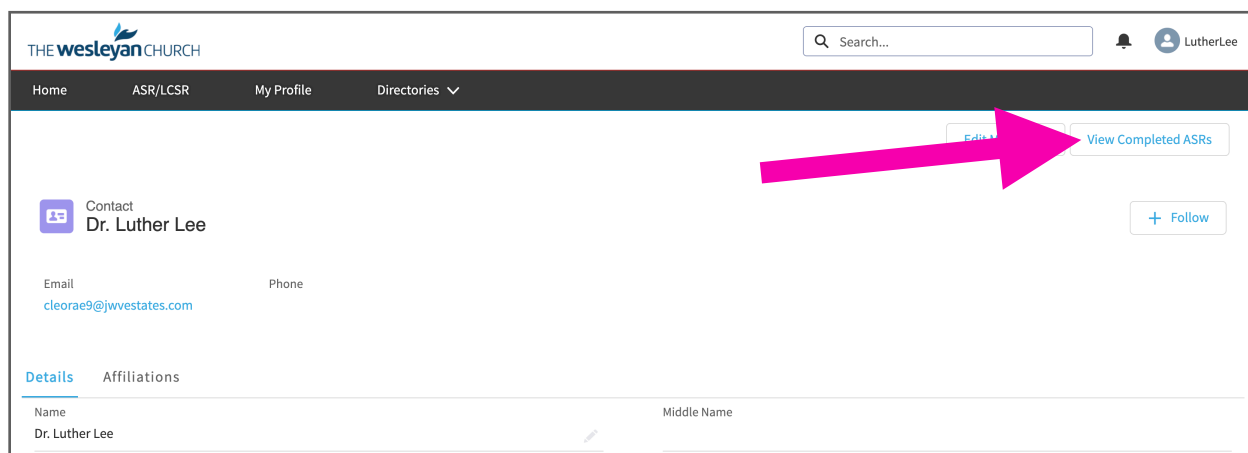 THE wesleyan CHURCH
Search...
LutherLee
Home
ASR/LCSR
My Profile
Directories
Edit
View Completed ASRs
Contact
Dr. Luther Lee
+ Follow
Email
Phone
cleorae9@jwvestates.com
Details
Affiliations
Name
Middle Name
Dr. Luther Lee